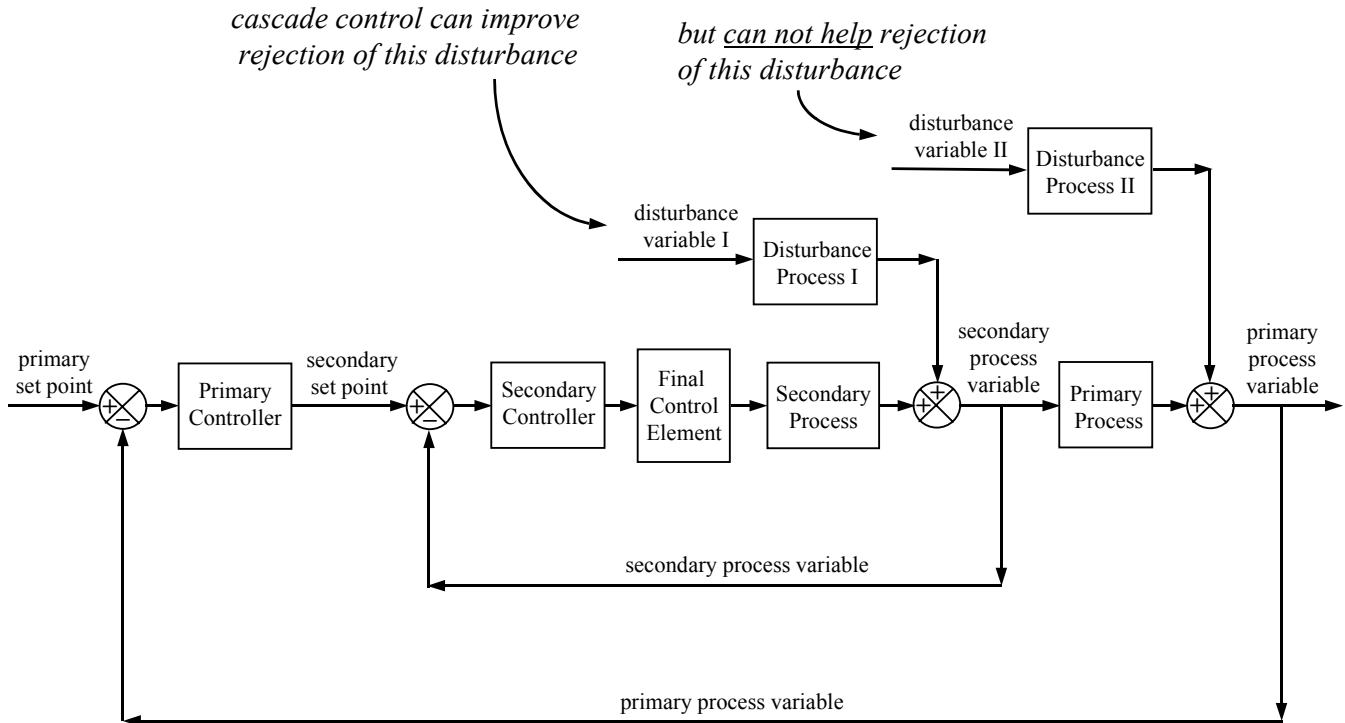 cascade control can improve
rejection of this disturbance
but can not help rejection
of this disturbance
disturbance
variable II
Disturbance
Process II
disturbance
variable I
Disturbance
Process I
primary
set point
+
−
Primary
Controller
secondary
set point
+
−
Secondary
Controller
Final
Control
Element
Secondary
Process
+
+
secondary
process
variable
Primary
Process
+
+
primary
process
variable
secondary process variable
primary process variable